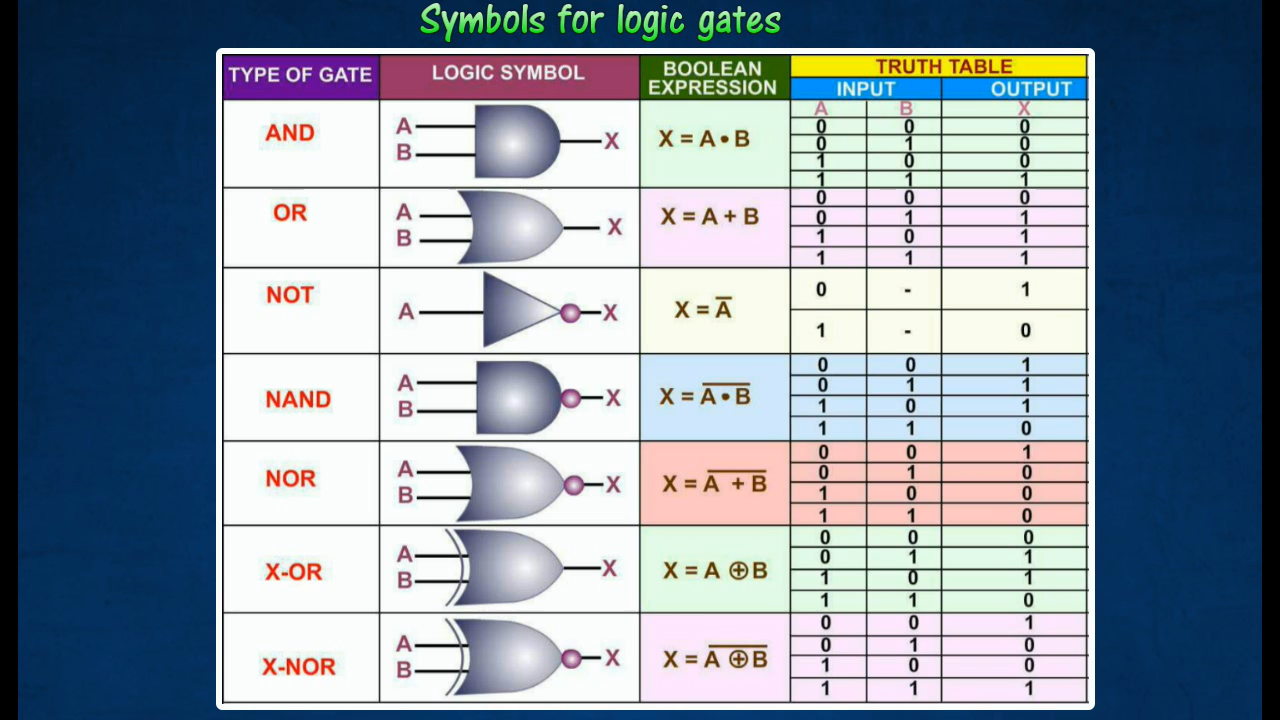 Symbols for logic gates
TYPE OF GATE LOGIC SYMBOL BOOLEAN EXPRESSION TRUTH TABLE
INPUT OUTPUT
A B X
AND A B X X = A • B
0 0 0
0 1 0
1 0 0
1 1 1
OR A B X X = A + B
0 0 0
0 1 1
1 0 1
1 1 1
NOT A X X = A̅
0 - 1
1 - 0
NAND A B X X = A̅ ̅•̅ ̅B̅
0 0 1
0 1 1
1 0 1
1 1 0
NOR A B X X = A̅ ̅+̅ ̅B̅
0 0 1
0 1 0
1 0 0
1 1 0
X-OR A B X X = A ⊕ B
0 0 0
0 1 1
1 0 1
1 1 0
X-NOR A B X X = A̅ ̅⊕̅ ̅B̅
0 0 1
0 1 0
1 0 0
1 1 1